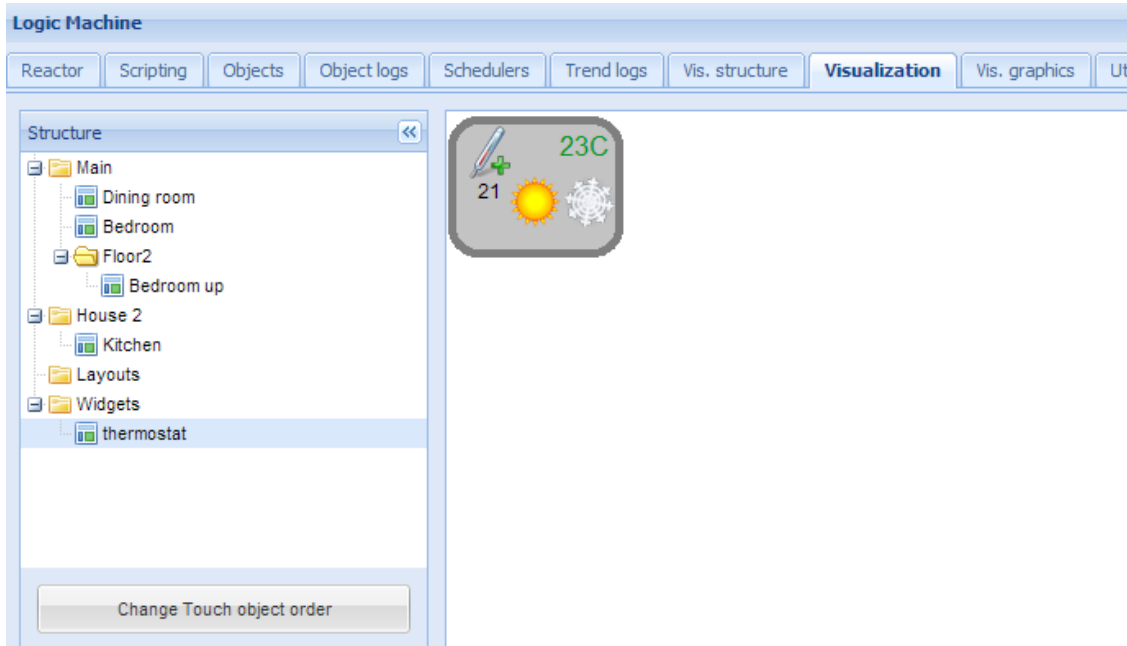 Logic Machine
Reactor Scripting Objects Object logs Schedulers Trend logs Vis. structure Visualization Vis. graphics Ut
Structure
Main
Dining room
Bedroom
Floor2
Bedroom up
House 2
Kitchen
Layouts
Widgets
thermostat
Change Touch object order
23C
21